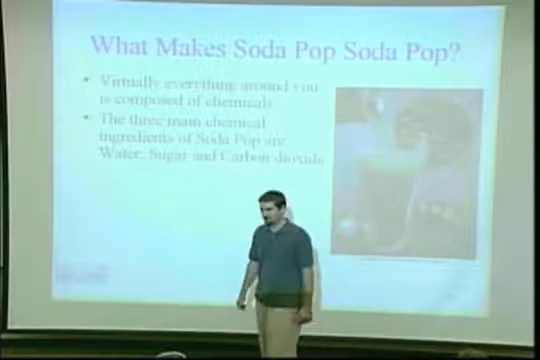 What Makes Soda Pop Soda Pop?
• Virtually everything around you
is composed of chemicals
• The three main chemical
ingredients of Soda Pop are
Water, Sugar and Carbon dioxide